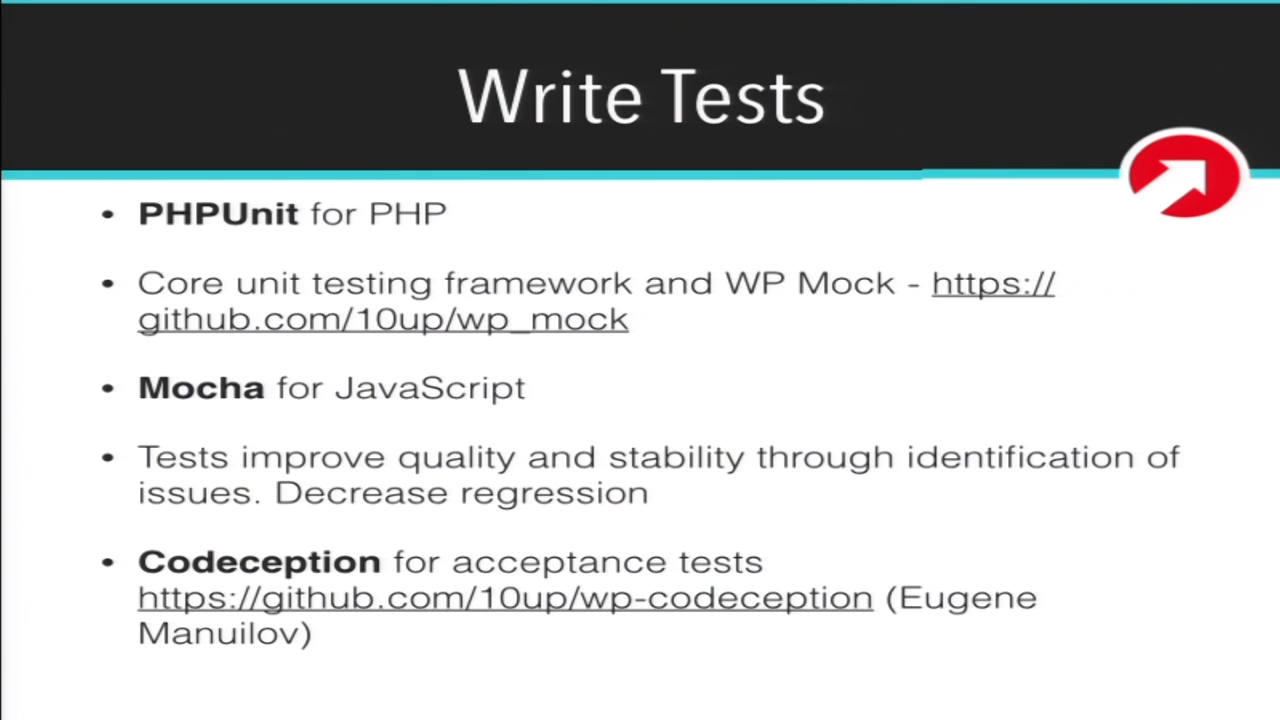 Write Tests
• PHPUnit for PHP
• Core unit testing framework and WP Mock - https://
github.com/10up/wp_mock
• Mocha for JavaScript
• Tests improve quality and stability through identification of
issues. Decrease regression
• Codeception for acceptance tests
https://github.com/10up/wp-codeception (Eugene
Manuilov)